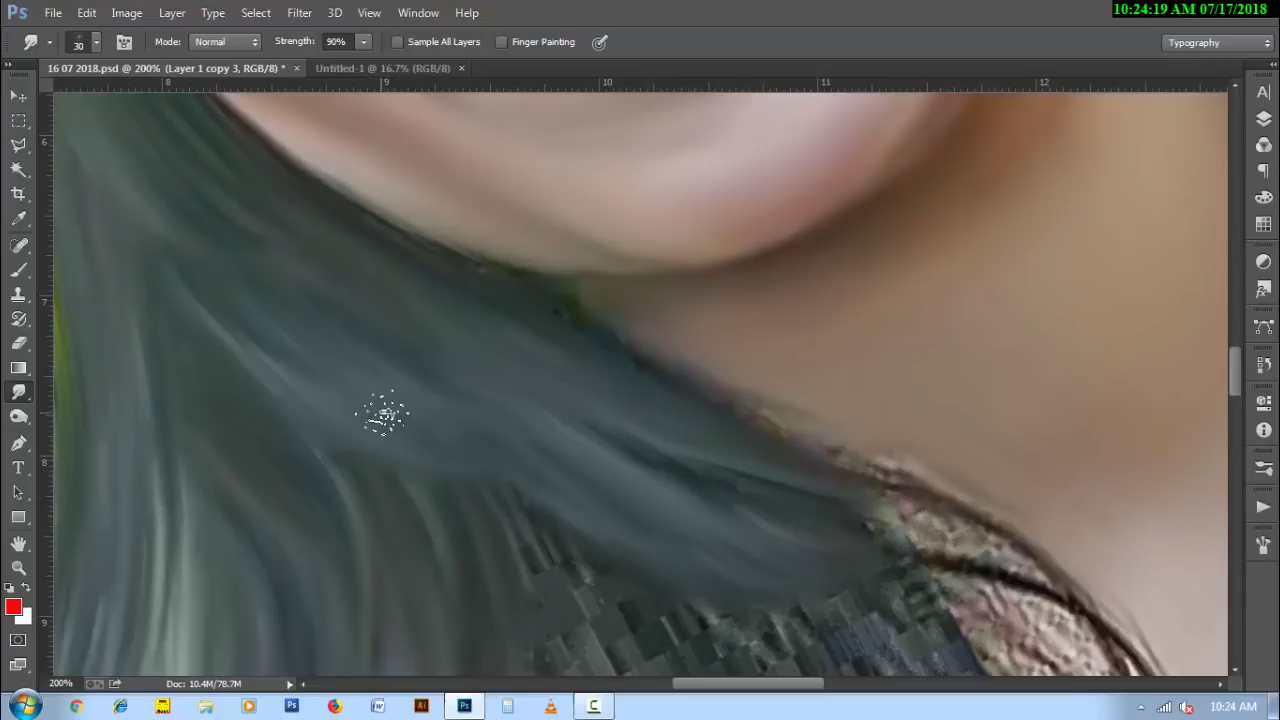 10:24:19 AM 07/17/2018
Ps File Edit Image Layer Type Select Filter 3D View Window Help
30 Mode: Normal Strength: 90% Sample All Layers Finger Painting Typography
16 07 2018.psd @ 200% (Layer 1 copy 3, RGB/8) * × Untitled-1 @ 16.7% (RGB/8) ×
8 9 10 11 12
6
7
8
9
200% Doc: 10.4M/78.7M
Ps Ai Ps 10:24 AM